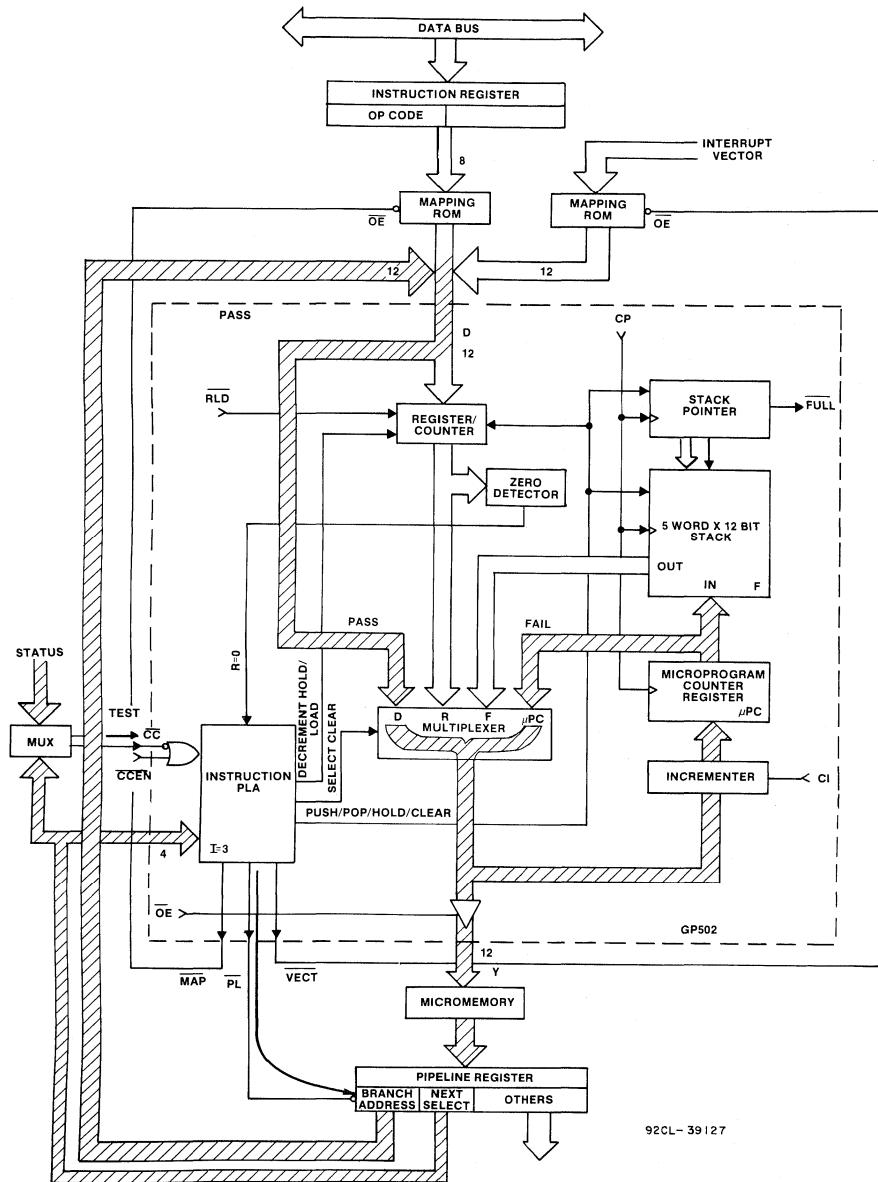 DATA BUS
INSTRUCTION REGISTER
OP CODE
8
INTERRUPT
VECTOR
MAPPING
ROM
OE
MAPPING
ROM
OE
12
12
PASS
D
12
CP
RLD
REGISTER/
COUNTER
STACK
POINTER
FULL
ZERO
DETECTOR
5 WORD X 12 BIT
STACK
OUT
IN
F
PASS
FAIL
STATUS
R=0
DECREMENT HOLD/
LOAD
SELECT CLEAR
MICROPROGRAM
COUNTER
REGISTER
μPC
D R F μPC
MULTIPLEXER
TEST
MUX
CC
CCEN
INSTRUCTION
PLA
I=3
INCREMENTER
CI
PUSH/POP/HOLD/CLEAR
4
OE
GP502
12
Y
MAP
PL
VECT
MICROMEMORY
PIPELINE REGISTER
BRANCH
ADDRESS
NEXT
SELECT
OTHERS
92CL-39127